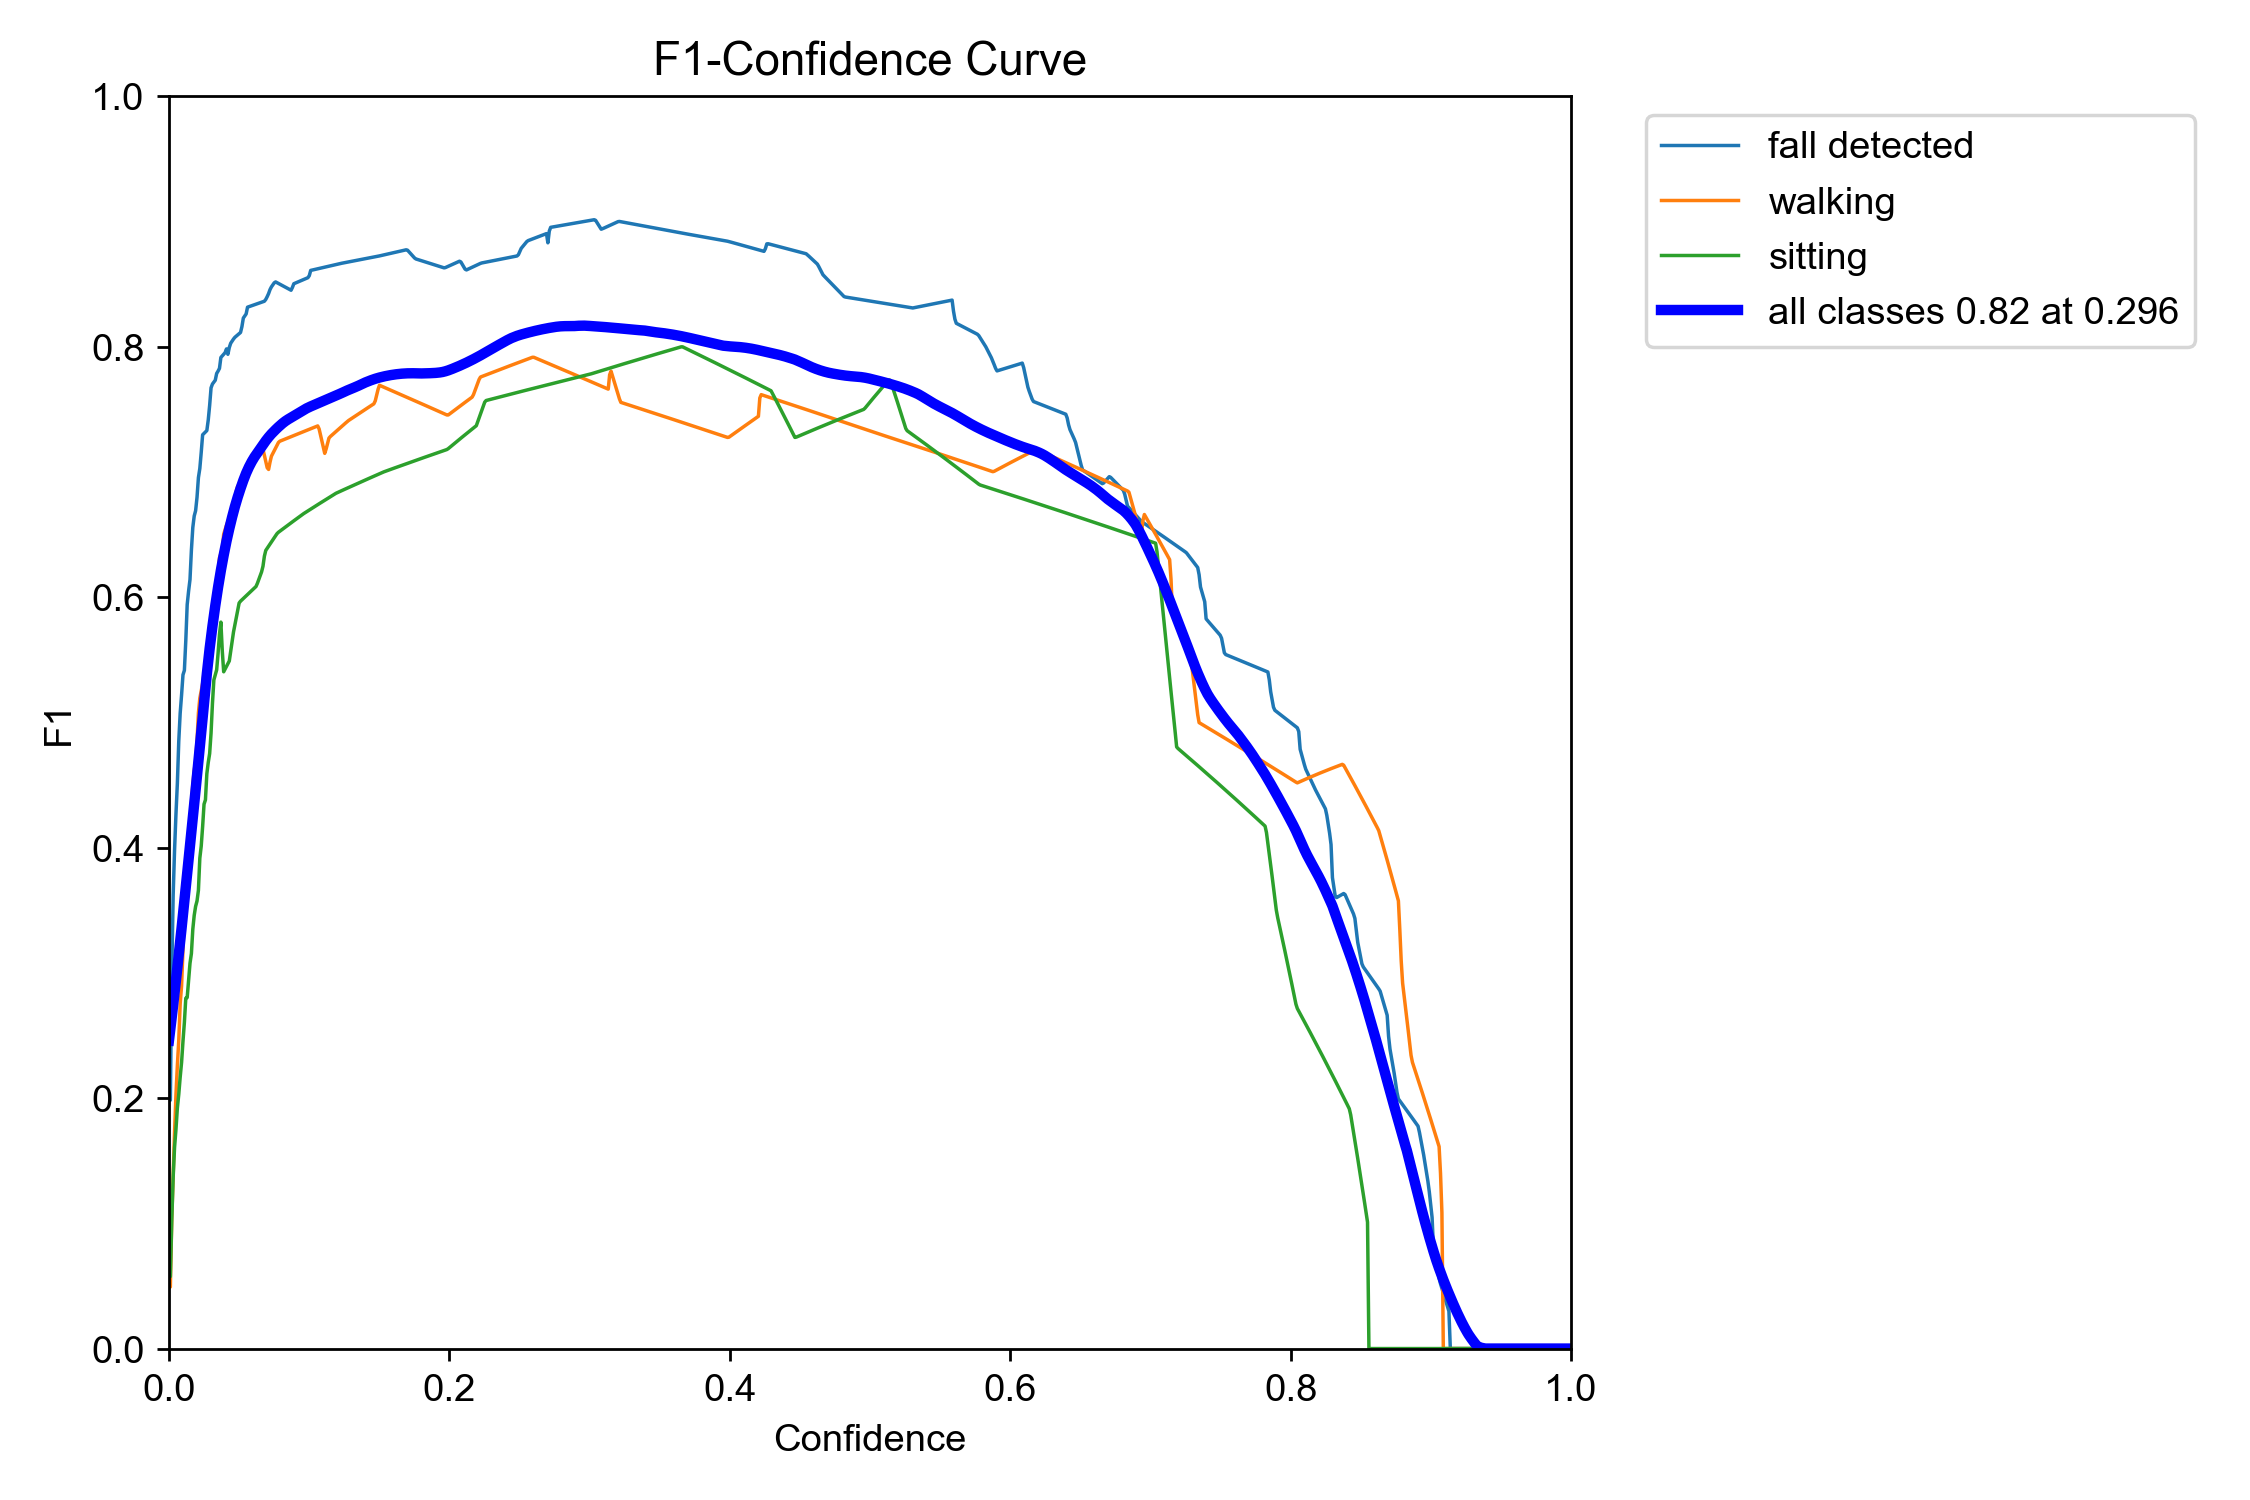 F1-Confidence Curve
1.0
0.8
0.6
0.4
0.2
0.0
F1
0.0 0.2 0.4 0.6 0.8 1.0
Confidence
fall detected
walking
sitting
all classes 0.82 at 0.296